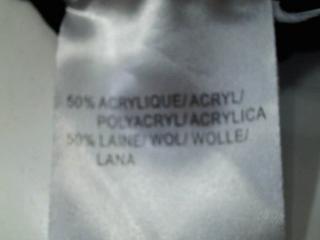 50% ACRYLIQUE/ACRYL/
POLYACRYL/ACRYLICA
50% LAINE/WOL/WOLLE/
LANA